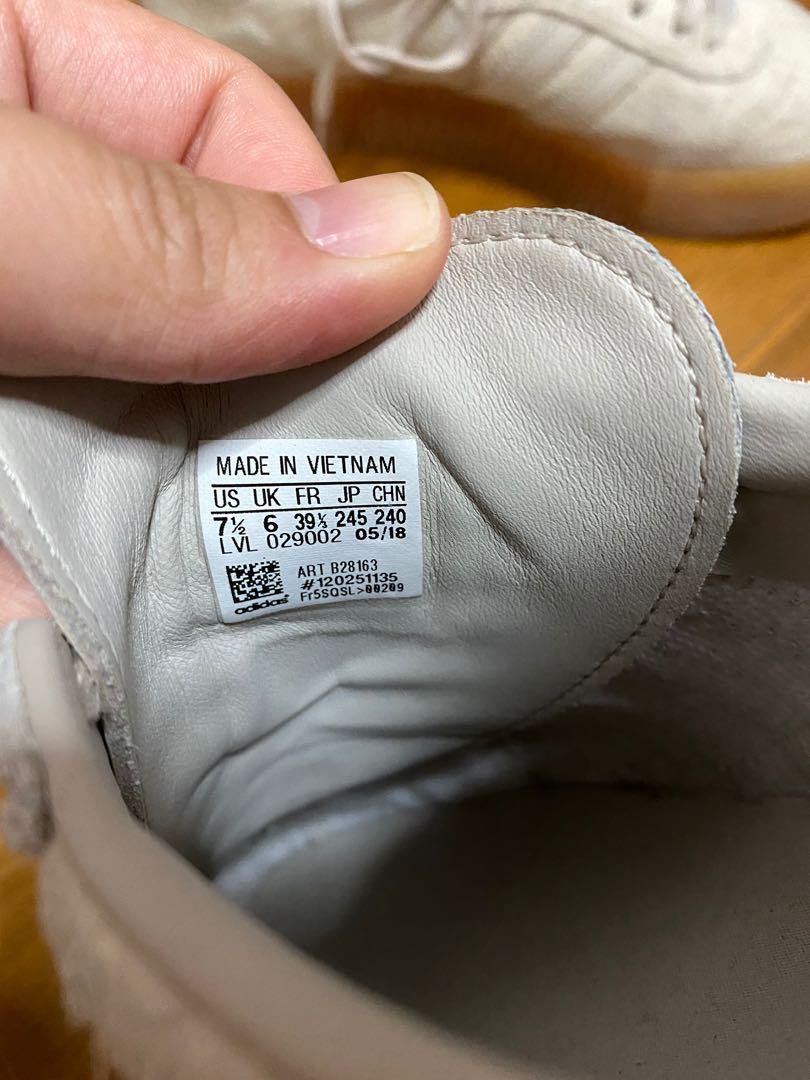 MADE IN VIETNAM
US UK FR JP CHN
7½ 6 39⅓ 245 240
LVL 029002 05/18
ART B28163
#120251135
Fr5SQSL>00209
adidas